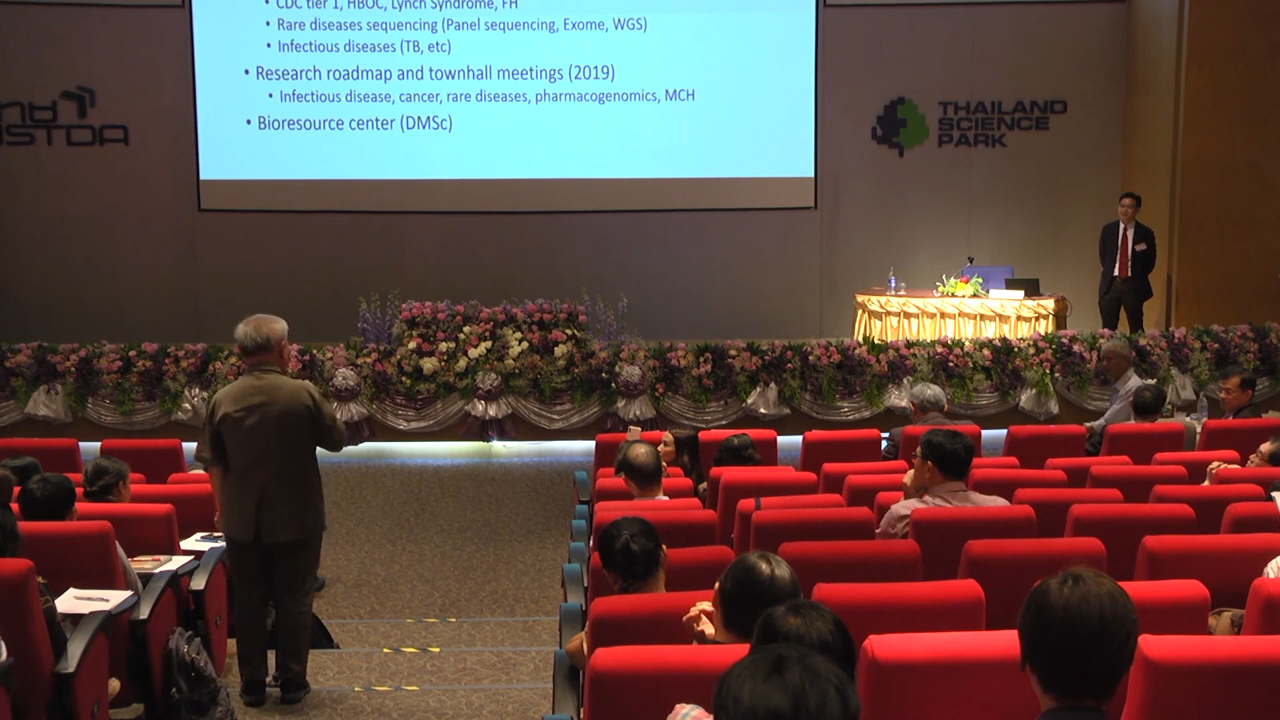 • CDC tier 1, HBOC, Lynch Syndrome, FH
• Rare diseases sequencing (Panel sequencing, Exome, WGS)
• Infectious diseases (TB, etc)
• Research roadmap and townhall meetings (2019)
• Infectious disease, cancer, rare diseases, pharmacogenomics, MCH
• Bioresource center (DMSc)
STDA
THAILAND
SCIENCE
PARK